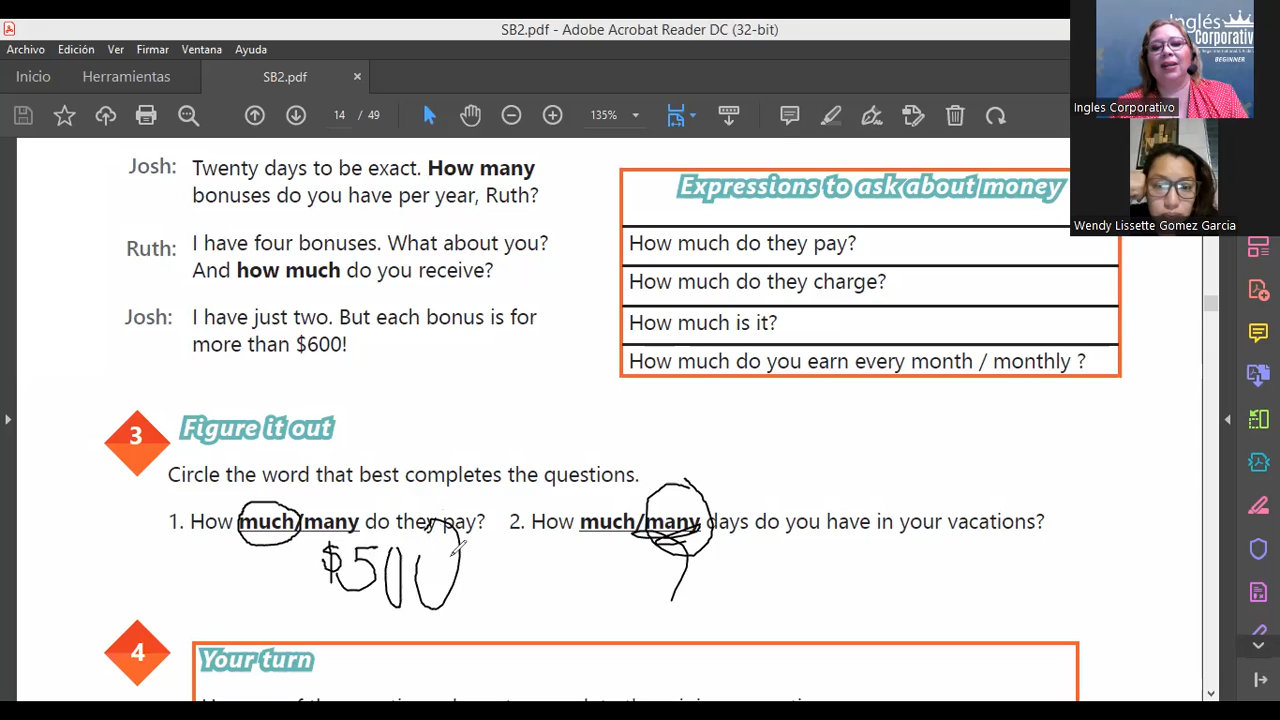 SB2.pdf - Adobe Acrobat Reader DC (32-bit)
Archivo Edición Ver Firmar Ventana Ayuda
Inicio Herramientas SB2.pdf ×
14 / 49 135%
Inglés
Corporativo
BEGINNER
Ingles Corporativo
Wendy Lissette Gomez Garcia
Josh: Twenty days to be exact. How many
bonuses do you have per year, Ruth?
Ruth: I have four bonuses. What about you?
And how much do you receive?
Josh: I have just two. But each bonus is for
more than $600!
Expressions to ask about money
How much do they pay?
How much do they charge?
How much is it?
How much do you earn every month / monthly ?
3 Figure it out
Circle the word that best completes the questions.
1. How much/many do they pay? 2. How much/many days do you have in your vacations?
$500
4 Your turn